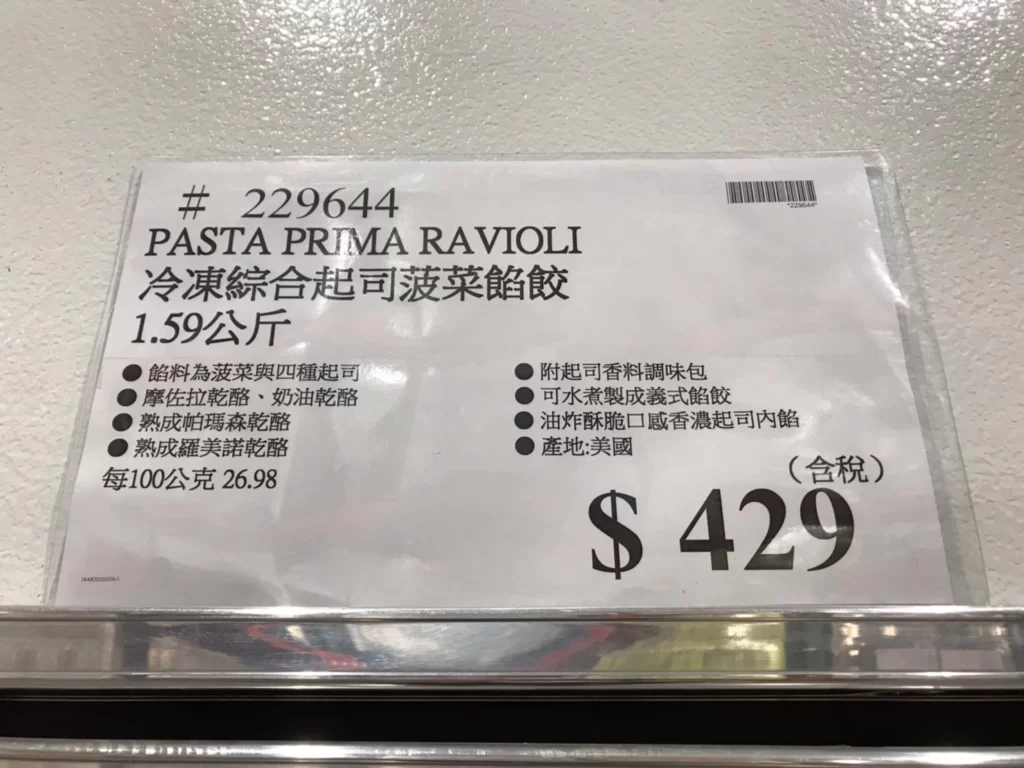 # 229644
*229644*
PASTA PRIMA RAVIOLI
冷凍綜合起司菠菜餡餃
1.59公斤
● 餡料為菠菜與四種起司
● 摩佐拉乾酪、奶油乾酪
● 熟成帕瑪森乾酪
● 熟成羅美諾乾酪
每100公克 26.98
● 附起司香料調味包
● 可水煮製成義式餡餃
● 油炸酥脆口感香濃起司內餡
● 產地:美國
（含稅）
$ 429